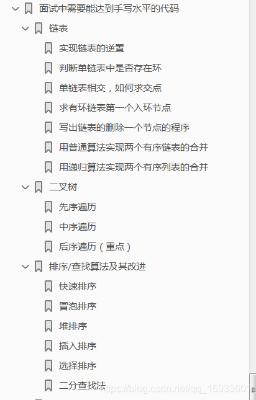 面试中需要能达到手写水平的代码
链表
实现链表的逆置
判断单链表中是否存在环
单链表相交，如何求交点
求有环链表第一个入环节点
写出链表的删除一个节点的程序
用普通算法实现两个有序链表的合并
用递归算法实现两个有序列表的合并
二叉树
先序遍历
中序遍历
后序遍历（重点）
排序/查找算法及其改进
快速排序
冒泡排序
堆排序
插入排序
选择排序
二分查找法